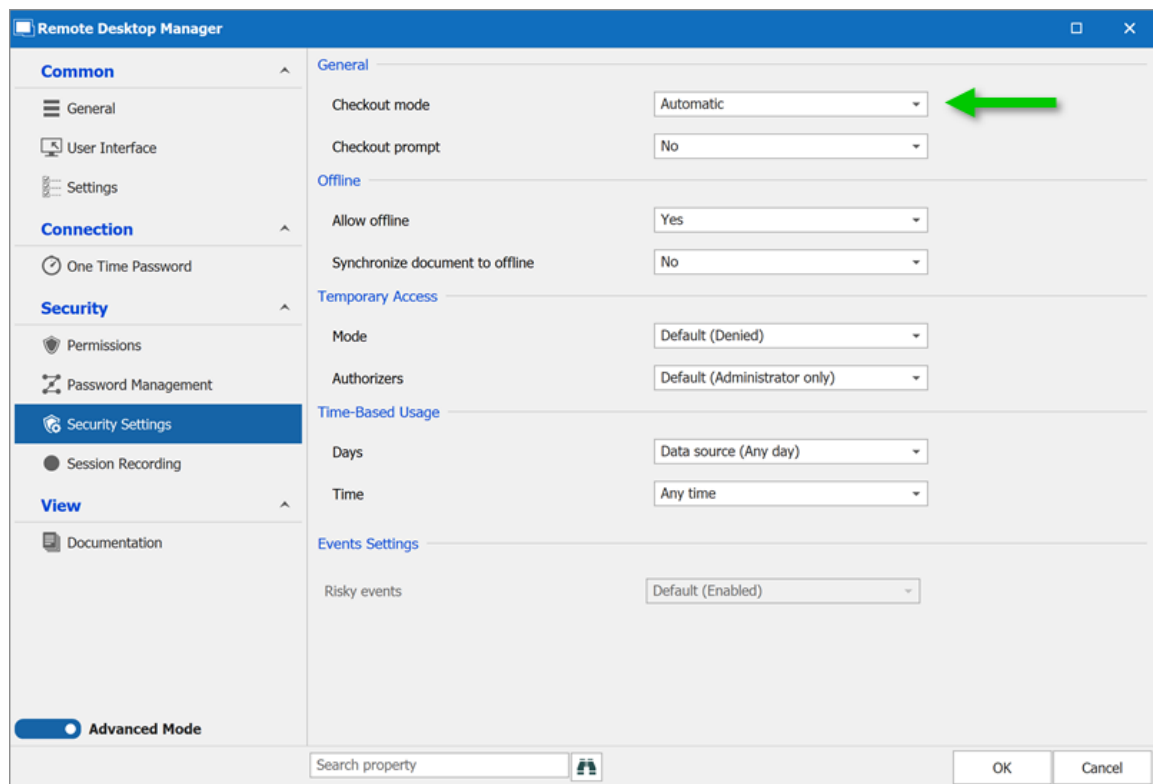 Remote Desktop Manager
Common
General
User Interface
Settings
Connection
One Time Password
Security
Permissions
Password Management
Security Settings
Session Recording
View
Documentation
Advanced Mode
General
Checkout mode Automatic
Checkout prompt No
Offline
Allow offline Yes
Synchronize document to offline No
Temporary Access
Mode Default (Denied)
Authorizers Default (Administrator only)
Time-Based Usage
Days Data source (Any day)
Time Any time
Events Settings
Risky events Default (Enabled)
Search property
OK Cancel